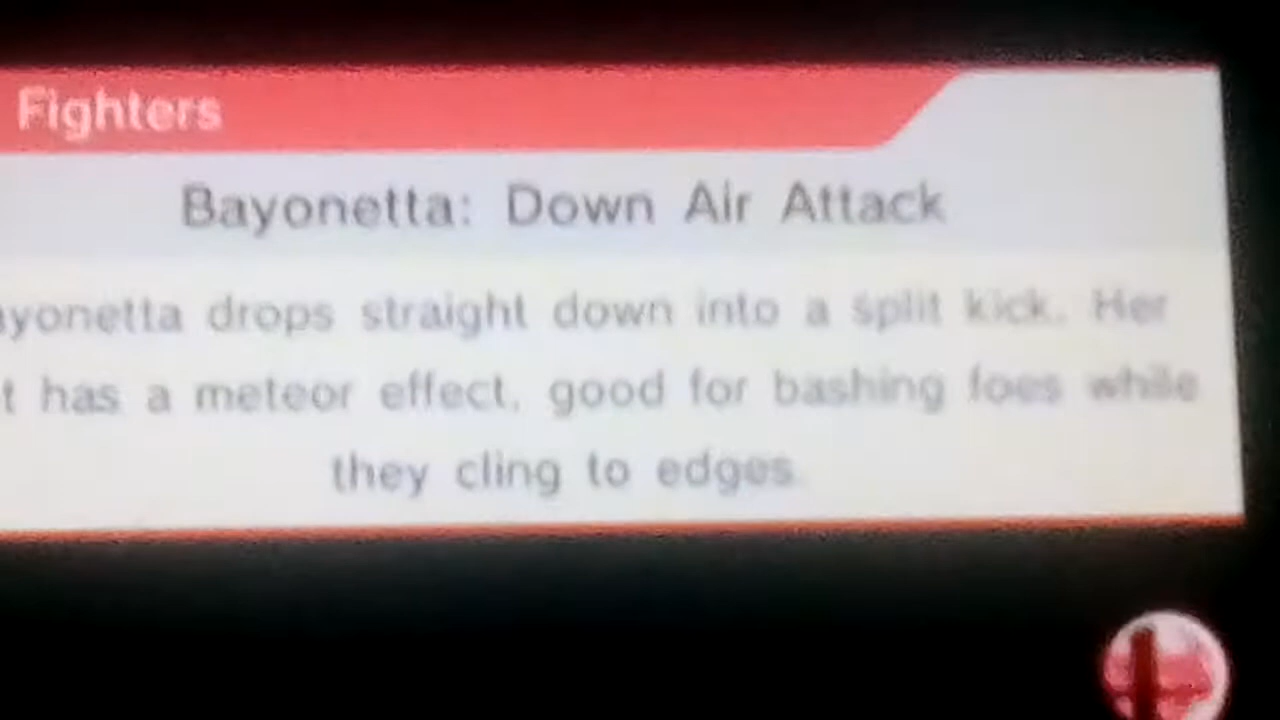 Fighters
Bayonetta: Down Air Attack
ayonetta drops straight down into a split kick. Her
t has a meteor effect, good for bashing foes while
they cling to edges.